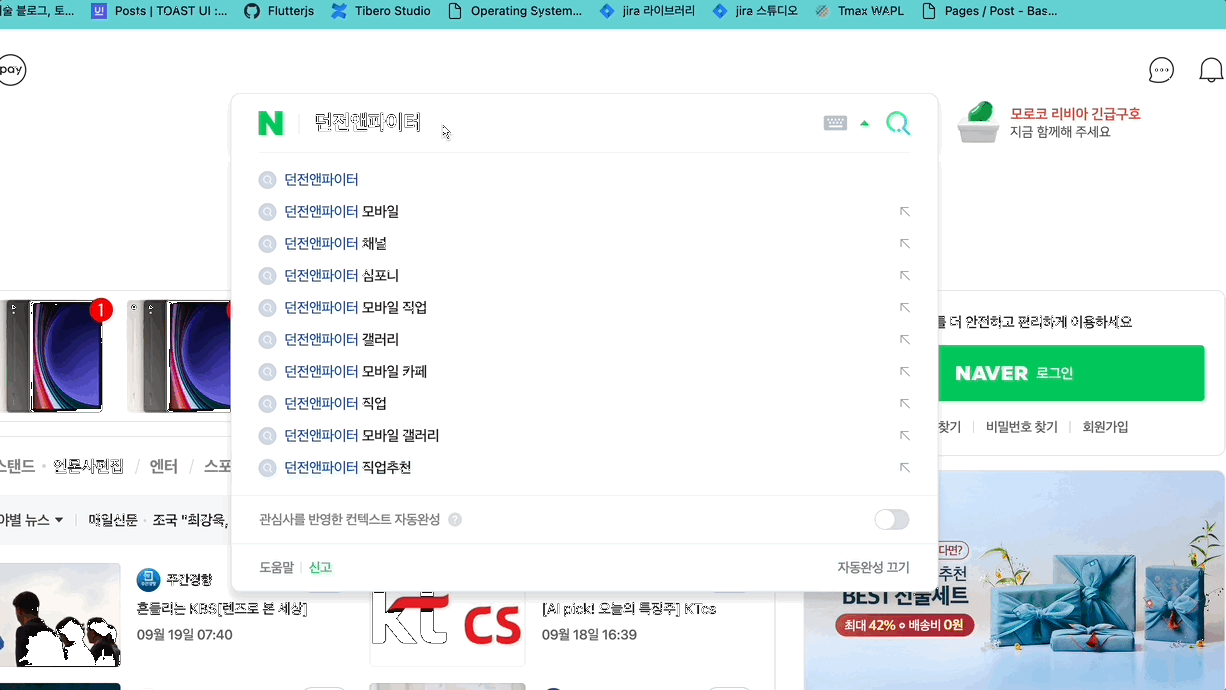 술 블로그, 토... Posts | TOAST UI :... Flutterjs Tibero Studio Operating System... jira 라이브러리 jira 스튜디오 Tmax WAPL Pages / Post - Bas...
pay
N 던전앤파이터
모로코 리비아 긴급구호
지금 함께해 주세요
던전앤파이터
던전앤파이터 모바일
던전앤파이터 채널
던전앤파이터 심포니
던전앤파이터 모바일 직업
던전앤파이터 갤러리
던전앤파이터 모바일 카페
던전앤파이터 직업
던전앤파이터 모바일 갤러리
던전앤파이터 직업추천
관심사를 반영한 컨텍스트 자동완성 ?
도움말 신고 자동완성 끄기
1
를 더 안전하고 편리하게 이용하세요
NAVER 로그인
찾기 비밀번호 찾기 회원가입
스탠드 · 언론사편집 / 엔터 / 스포
야별 뉴스 매일신문 · 조국 "최강욱,
주간경향
흔들리는 KBS[렌즈로 본 세상]
09월 19일 07:40
kt cs
[AI pick! 오늘의 특징주] KTcs
09월 18일 16:39
다면?
추천
BEST 선물세트
최대 42% 배송비 0원